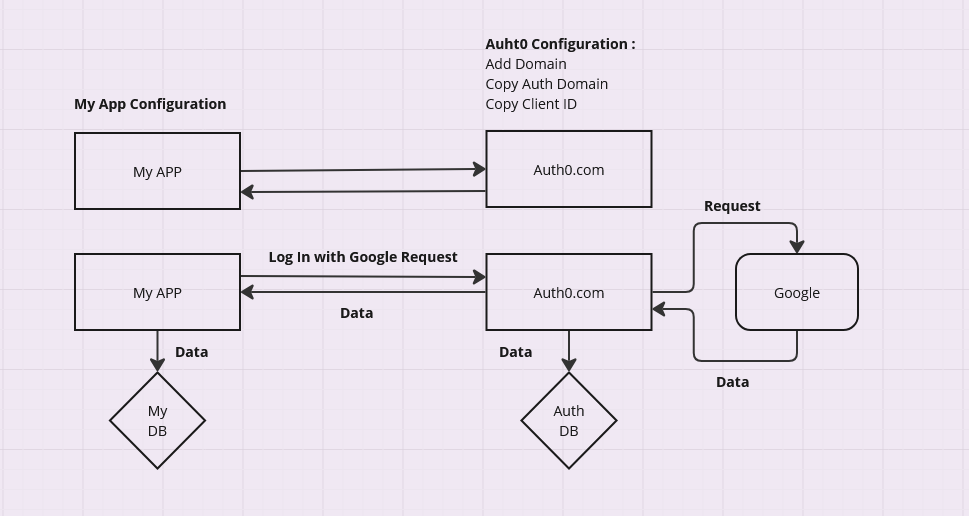 Auht0 Configuration :
Add Domain
Copy Auth Domain
Copy Client ID
My App Configuration
My APP
Auth0.com
Request
Log In with Google Request
My APP
Auth0.com
Google
Data
Data
Data
Data
My
DB
Auth
DB